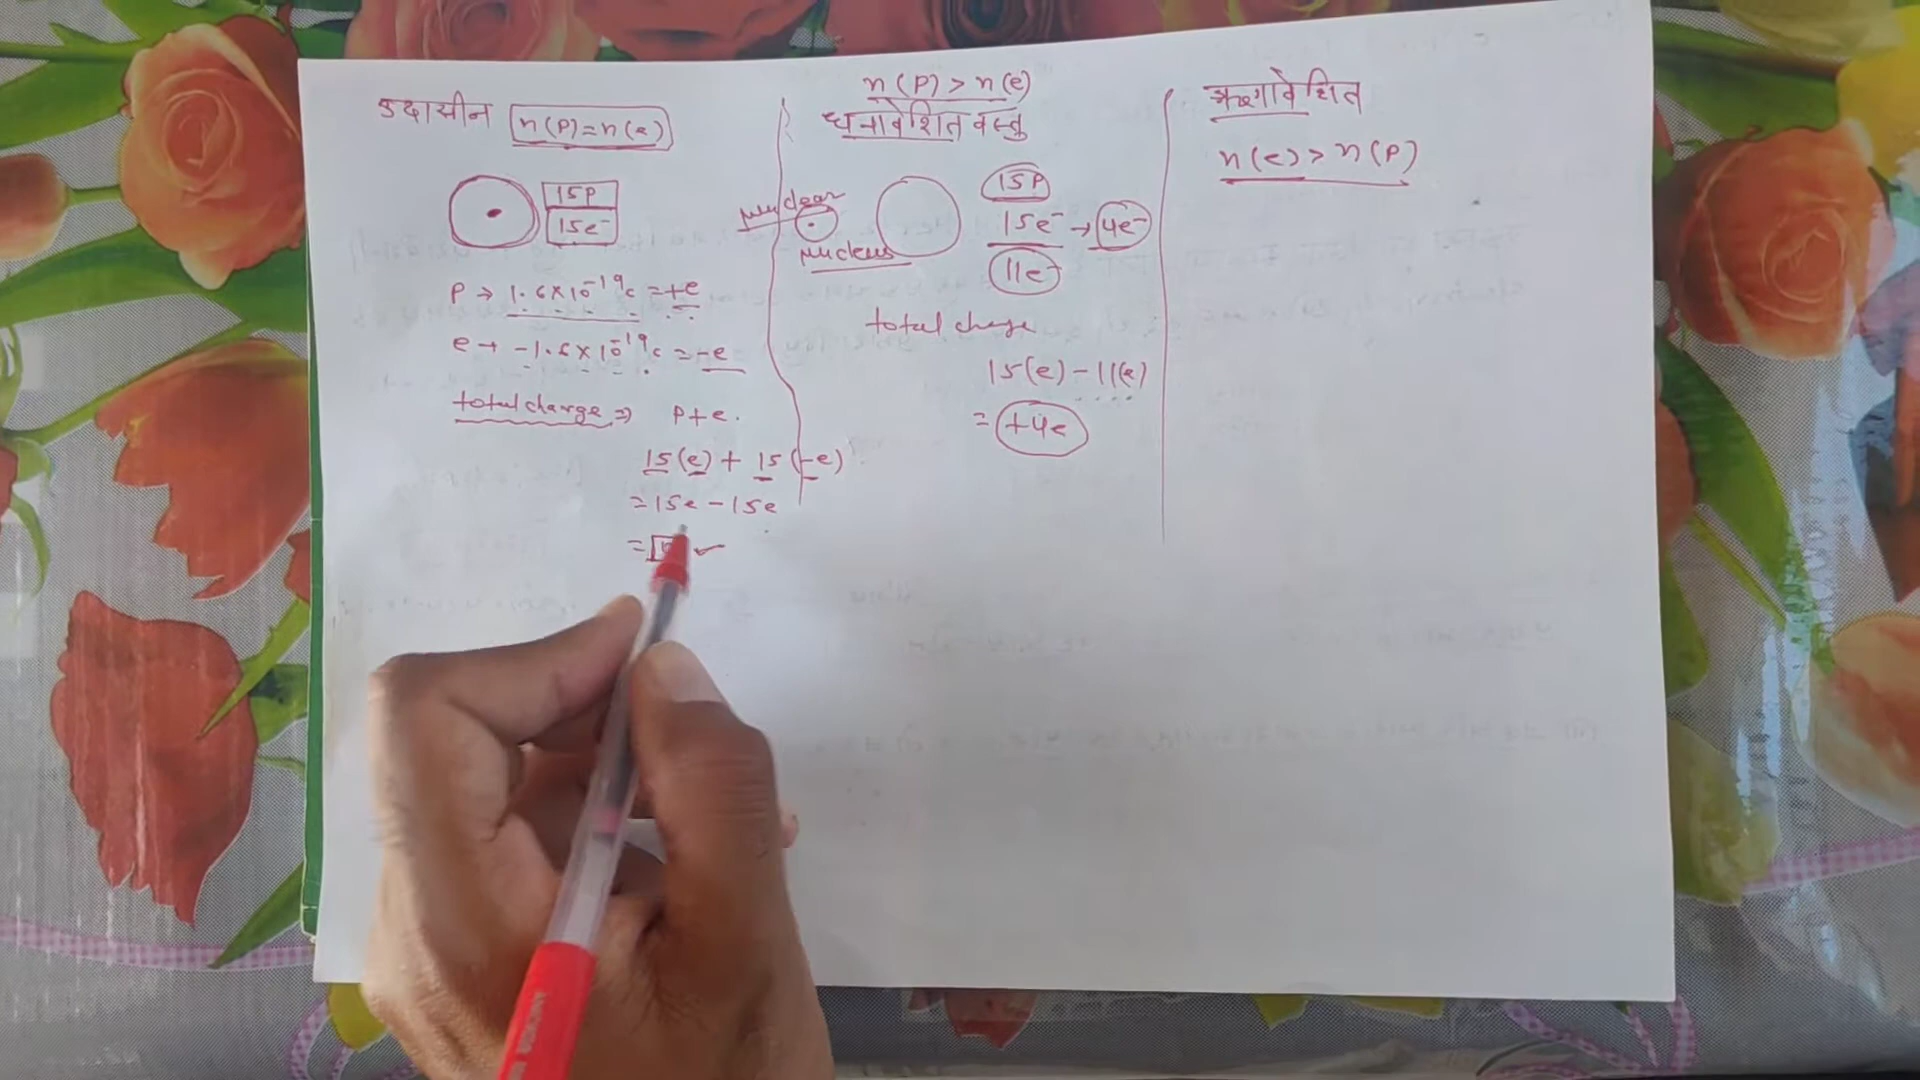 उदासीन n(P)=n(e)
15P
15e⁻
P → 1.6×10⁻¹⁹c = +e
e → -1.6×10⁻¹⁹c = -e
total charge ⇒ P+e.
15(e) + 15(-e)
= 15e - 15e
=
n(P) > n(e)
धनावेशित वस्तु
nuclear
nucleus
15P
15e⁻ → 4e⁻
11e⁻
total charge
15(e) - 11(e)
= +4e
ऋणावेशित
n(e) > n(P)